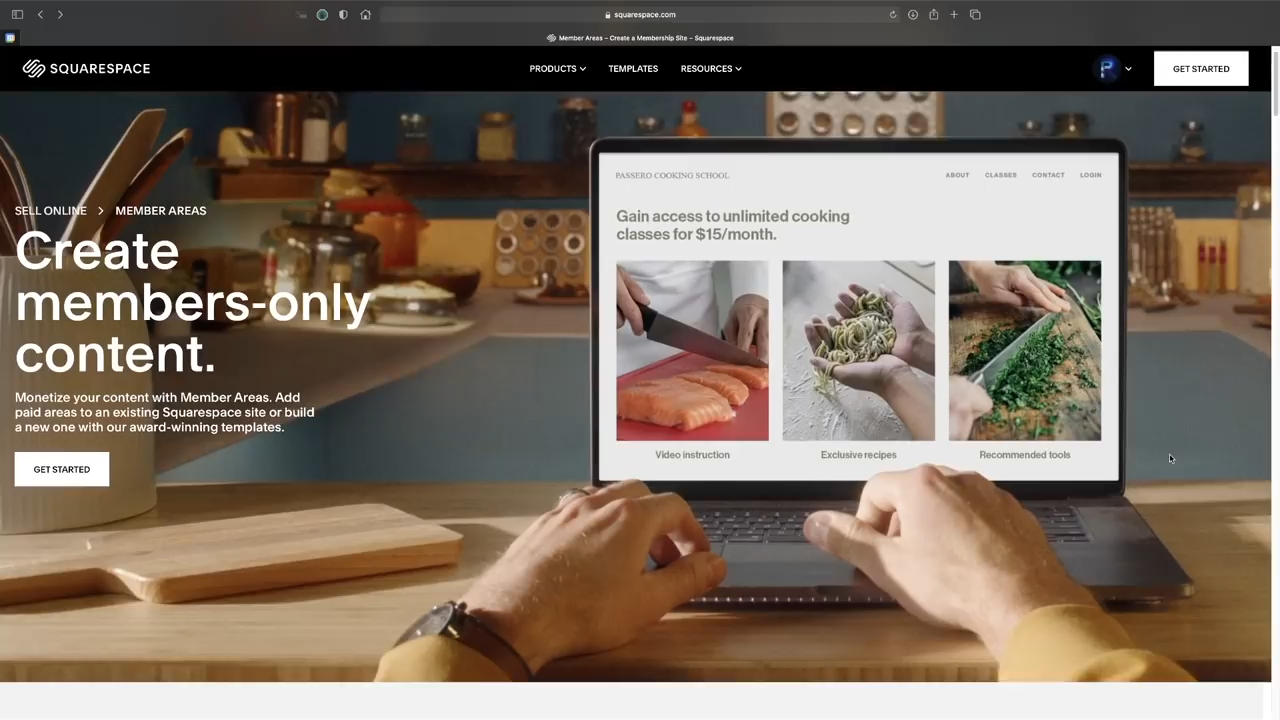 squarespace.com
Member Areas – Create a Membership Site – Squarespace
SQUARESPACE
PRODUCTS
TEMPLATES
RESOURCES
GET STARTED
SELL ONLINE > MEMBER AREAS
Create
members-only
content.
Monetize your content with Member Areas. Add
paid areas to an existing Squarespace site or build
a new one with our award-winning templates.
GET STARTED
PASSERO COOKING SCHOOL
ABOUT
CLASSES
CONTACT
LOGIN
Gain access to unlimited cooking
classes for $15/month.
Video instruction
Exclusive recipes
Recommended tools